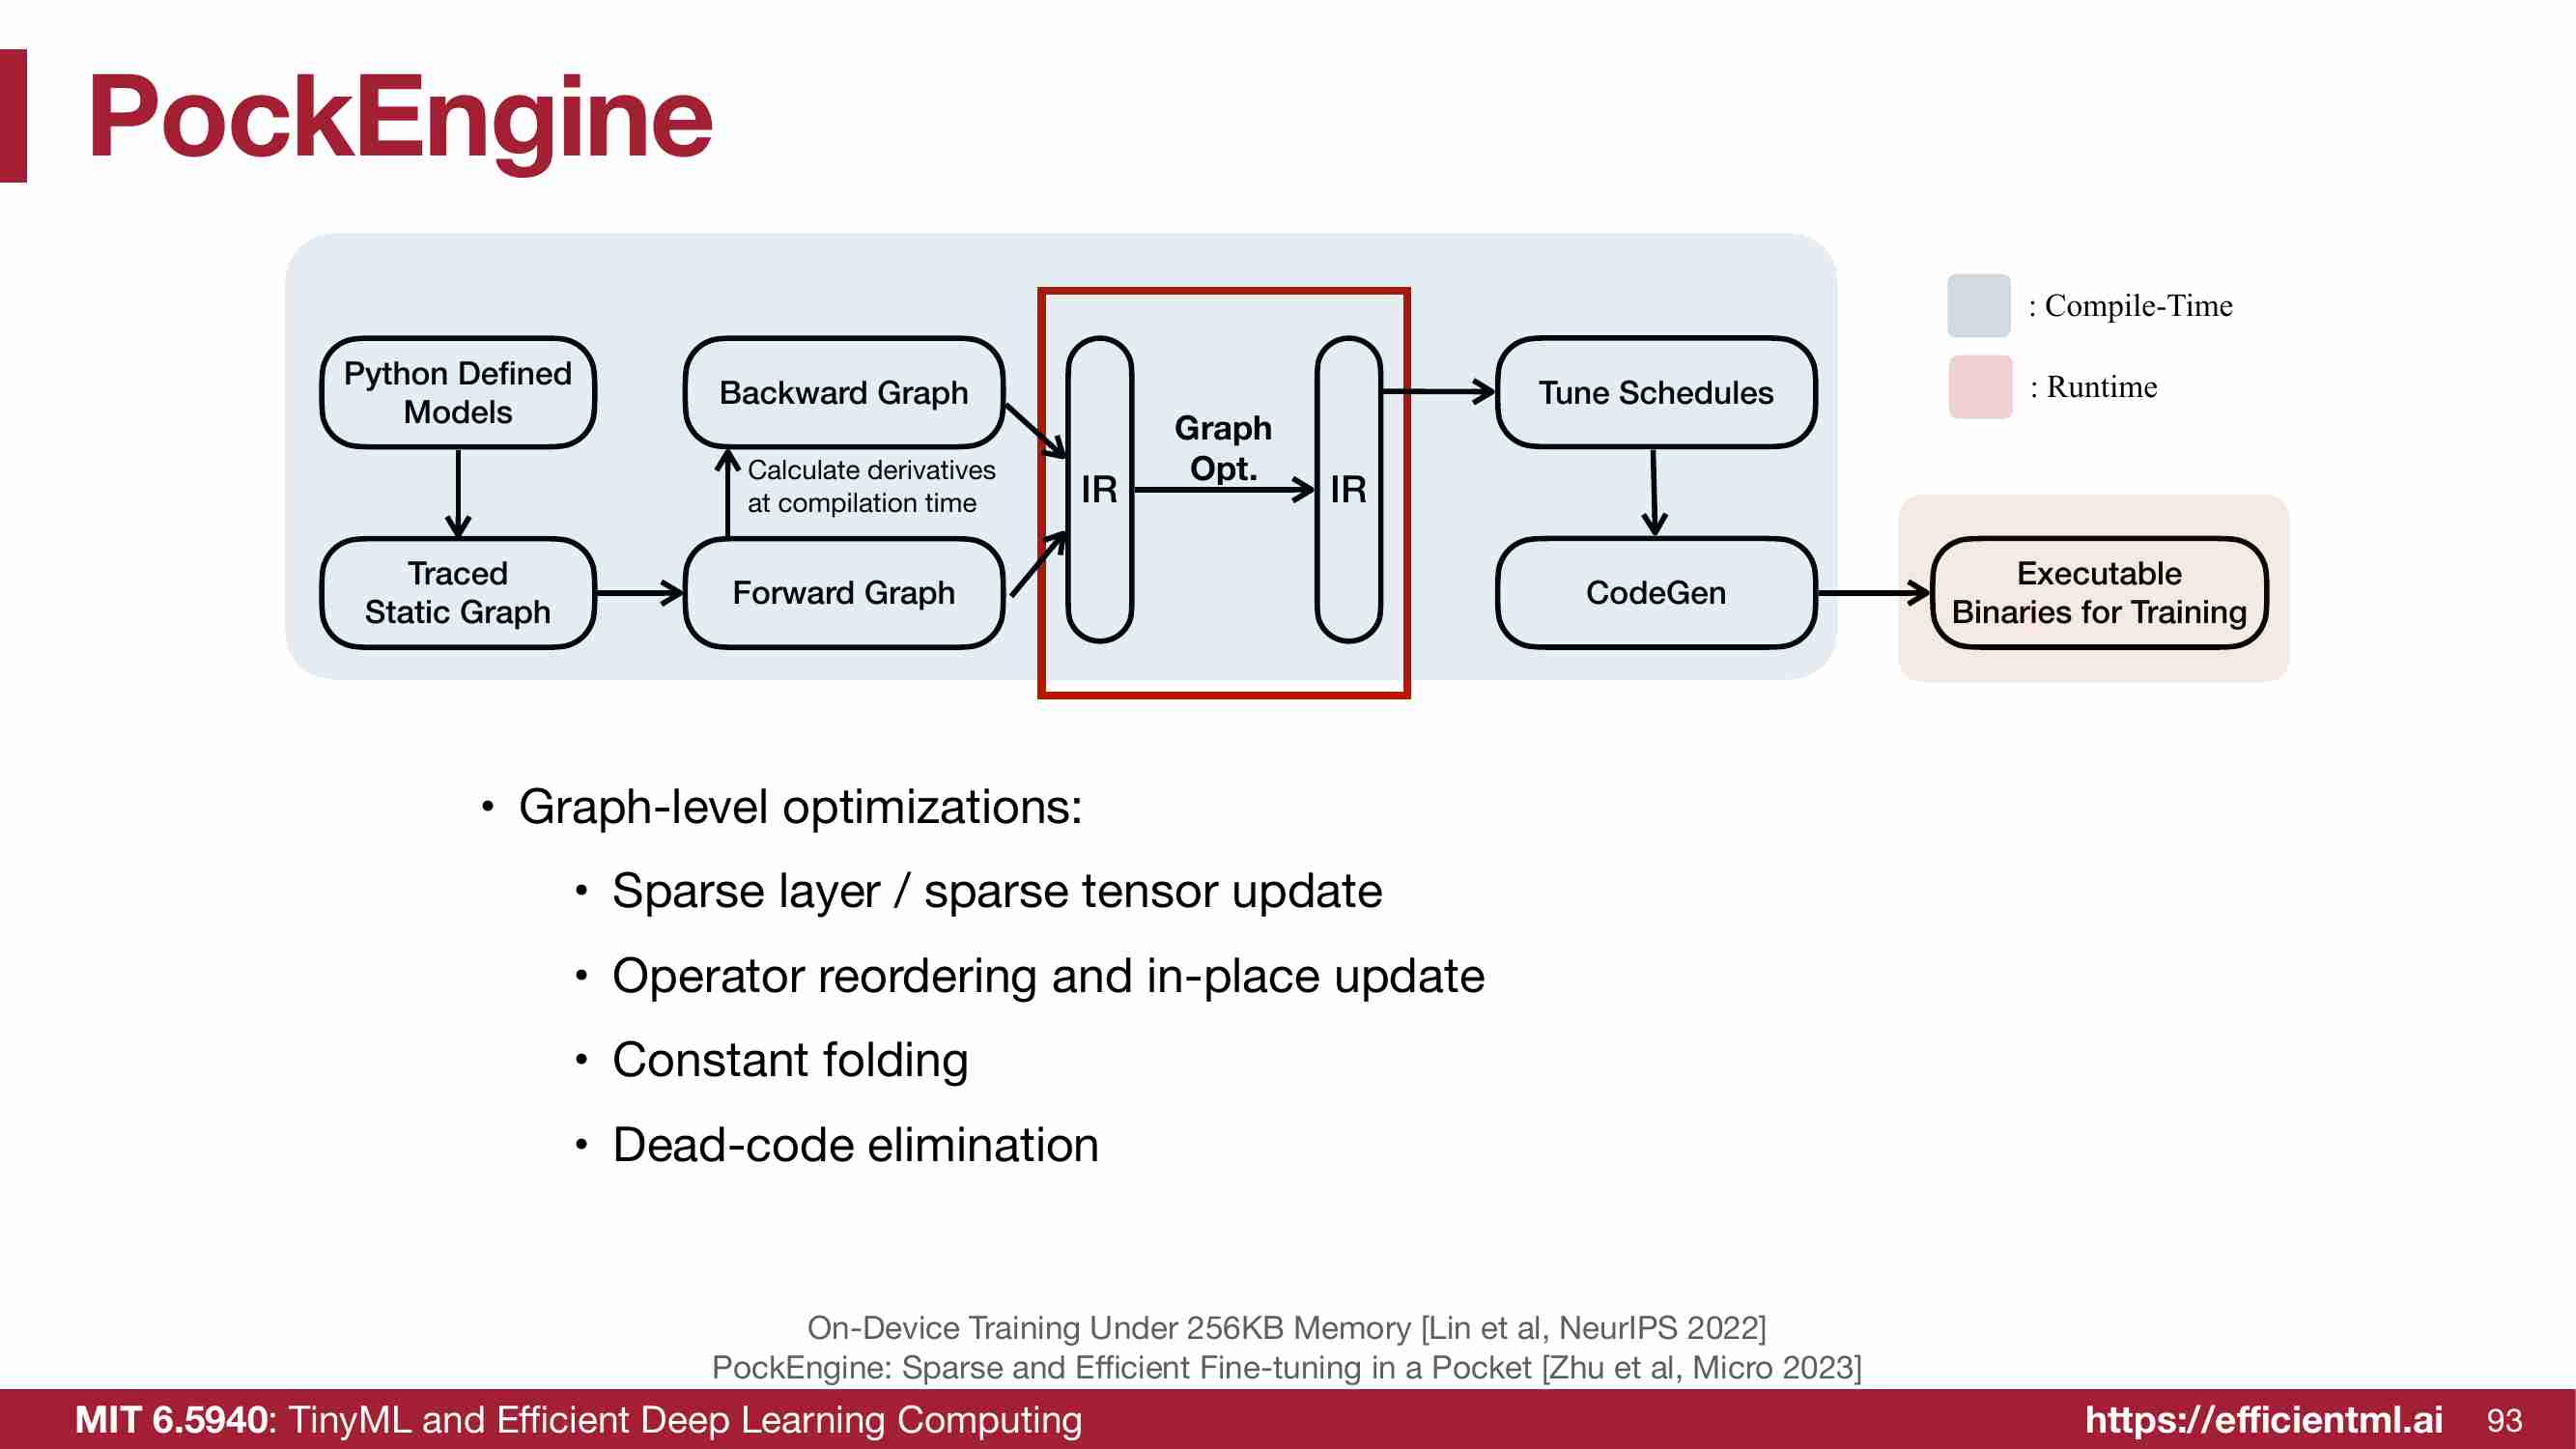 PockEngine
Python Defined
Models
Traced
Static Graph
Backward Graph
Calculate derivatives
at compilation time
Forward Graph
IR
Graph
Opt.
IR
Tune Schedules
CodeGen
: Compile-Time
: Runtime
Executable
Binaries for Training
• Graph-level optimizations:
• Sparse layer / sparse tensor update
• Operator reordering and in-place update
• Constant folding
• Dead-code elimination
On-Device Training Under 256KB Memory [Lin et al, NeurIPS 2022]
PockEngine: Sparse and Efficient Fine-tuning in a Pocket [Zhu et al, Micro 2023]
MIT 6.5940: TinyML and Efficient Deep Learning Computing
https://efficientml.ai
93